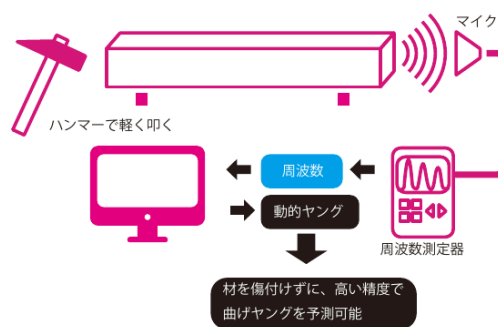 マイク
ハンマーで軽く叩く
周波数
動的ヤング
周波数測定器
材を傷付けずに、高い精度で
曲げヤングを予測可能